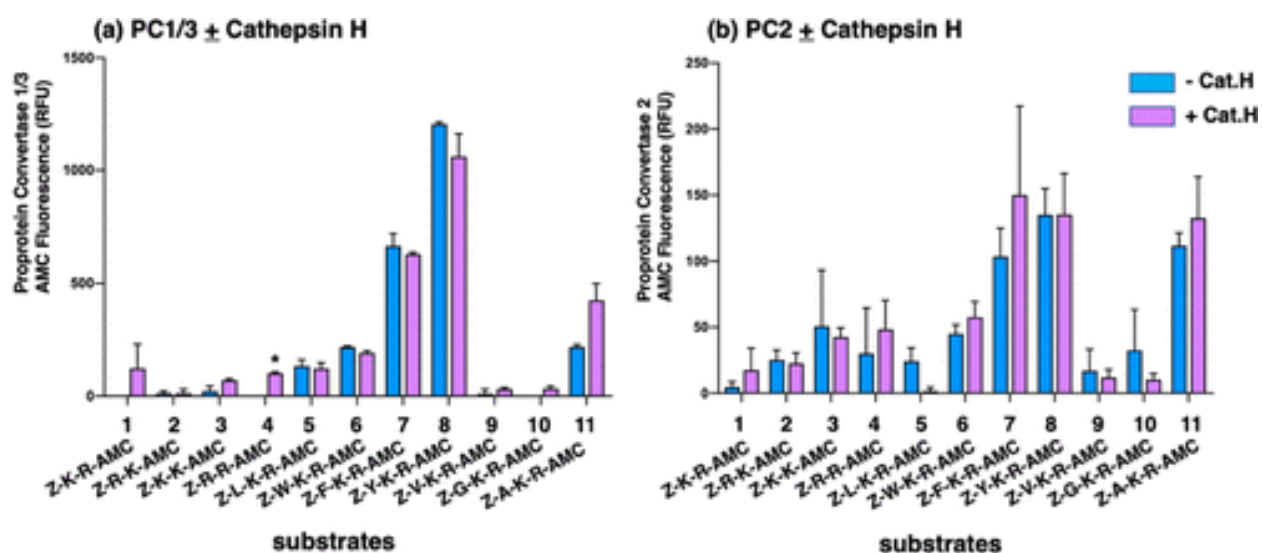 (a) PC1/3 ± Cathepsin H
Proprotein Convertase 1/3
AMC Fluorescence (RFU)
1500
1000
500
0
1 2 3 4 5 6 7 8 9 10 11
*
Z-K-R-AMC
Z-R-K-AMC
Z-K-K-AMC
Z-R-R-AMC
Z-L-K-R-AMC
Z-W-K-R-AMC
Z-F-K-R-AMC
Z-Y-K-R-AMC
Z-V-K-R-AMC
Z-G-K-R-AMC
Z-A-K-R-AMC
substrates
(b) PC2 ± Cathepsin H
Proprotein Convertase 2
AMC Fluorescence (RFU)
250
200
150
100
50
0
- Cat.H
+ Cat.H
1 2 3 4 5 6 7 8 9 10 11
Z-K-R-AMC
Z-R-K-AMC
Z-K-K-AMC
Z-R-R-AMC
Z-L-K-R-AMC
Z-W-K-R-AMC
Z-F-K-R-AMC
Z-Y-K-R-AMC
Z-V-K-R-AMC
Z-G-K-R-AMC
Z-A-K-R-AMC
substrates